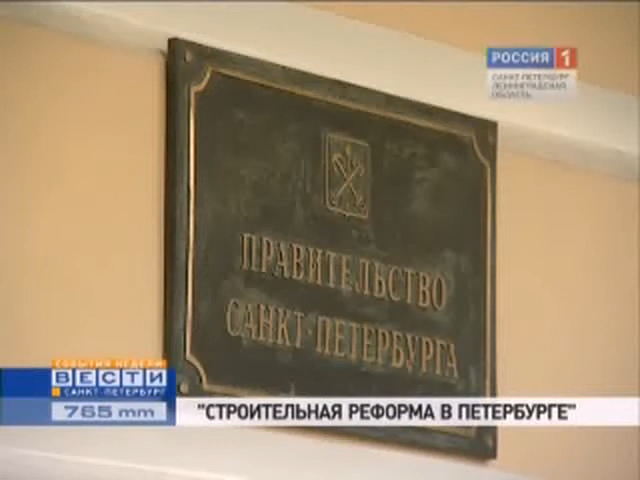 РОССИЯ 1
САНКТ-ПЕТЕРБУРГ
ЛЕНИНГРАДСКАЯ
ОБЛАСТЬ
ПРАВИТЕЛЬСТВО
САНКТ-ПЕТЕРБУРГА
СОБЫТИЯ НЕДЕЛИ
ВЕСТИ
САНКТ-ПЕТЕРБУРГ
765 mm
"СТРОИТЕЛЬНАЯ РЕФОРМА В ПЕТЕРБУРГЕ"